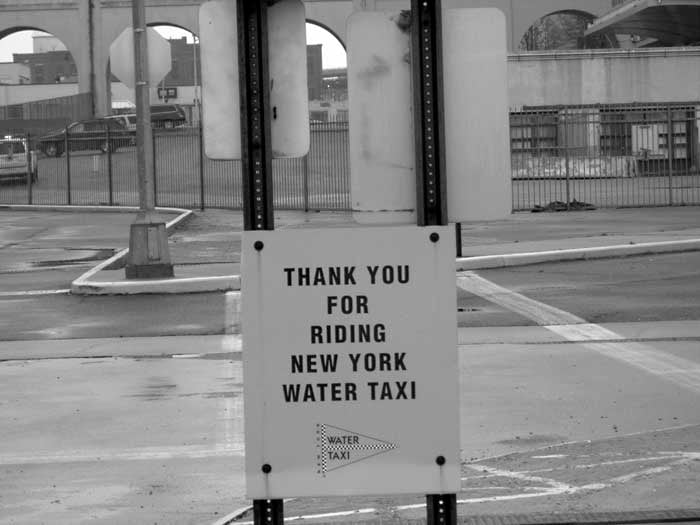 THANK YOU
FOR
RIDING
NEW YORK
WATER TAXI
WATER
TAXI